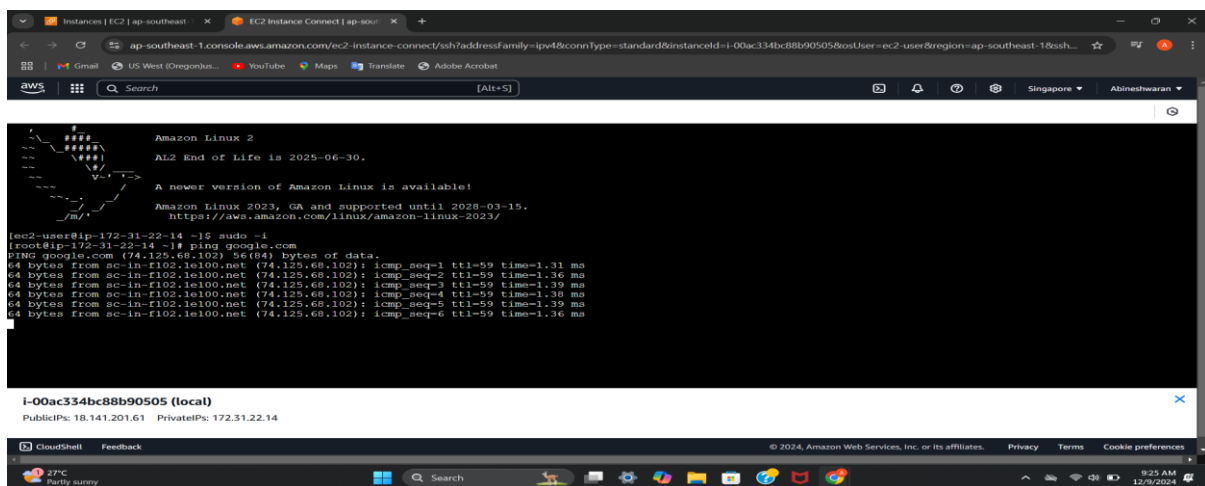 Instances | EC2 | ap-southeast-
EC2 Instance Connect | ap-sout
ap-southeast-1.console.aws.amazon.com/ec2-instance-connect/ssh?addressFamily=ipv4&connType=standard&instanceId=i-00ac334bc88b90505&osUser=ec2-user&region=ap-southeast-1&ssh...
A
Gmail US West (Oregon)us... YouTube Maps Translate Adobe Acrobat
aws Search [Alt+S] Singapore Abineshwaran
Amazon Linux 2
AL2 End of Life is 2025-06-30.
A newer version of Amazon Linux is available!
Amazon Linux 2023, GA and supported until 2028-03-15.
https://aws.amazon.com/linux/amazon-linux-2023/
[ec2-user@ip-172-31-22-14 ~]$ sudo -i
[root@ip-172-31-22-14 ~]# ping google.com
PING google.com (74.125.68.102) 56(84) bytes of data.
64 bytes from sc-in-f102.1e100.net (74.125.68.102): icmp_seq=1 ttl=59 time=1.31 ms
64 bytes from sc-in-f102.1e100.net (74.125.68.102): icmp_seq=2 ttl=59 time=1.36 ms
64 bytes from sc-in-f102.1e100.net (74.125.68.102): icmp_seq=3 ttl=59 time=1.39 ms
64 bytes from sc-in-f102.1e100.net (74.125.68.102): icmp_seq=4 ttl=59 time=1.38 ms
64 bytes from sc-in-f102.1e100.net (74.125.68.102): icmp_seq=5 ttl=59 time=1.39 ms
64 bytes from sc-in-f102.1e100.net (74.125.68.102): icmp_seq=6 ttl=59 time=1.36 ms
i-00ac334bc88b90505 (local)
PublicIPs: 18.141.201.61 PrivateIPs: 172.31.22.14
CloudShell Feedback © 2024, Amazon Web Services, Inc. or its affiliates. Privacy Terms Cookie preferences
1 27°C
Partly sunny
Search
9:25 AM
12/9/2024